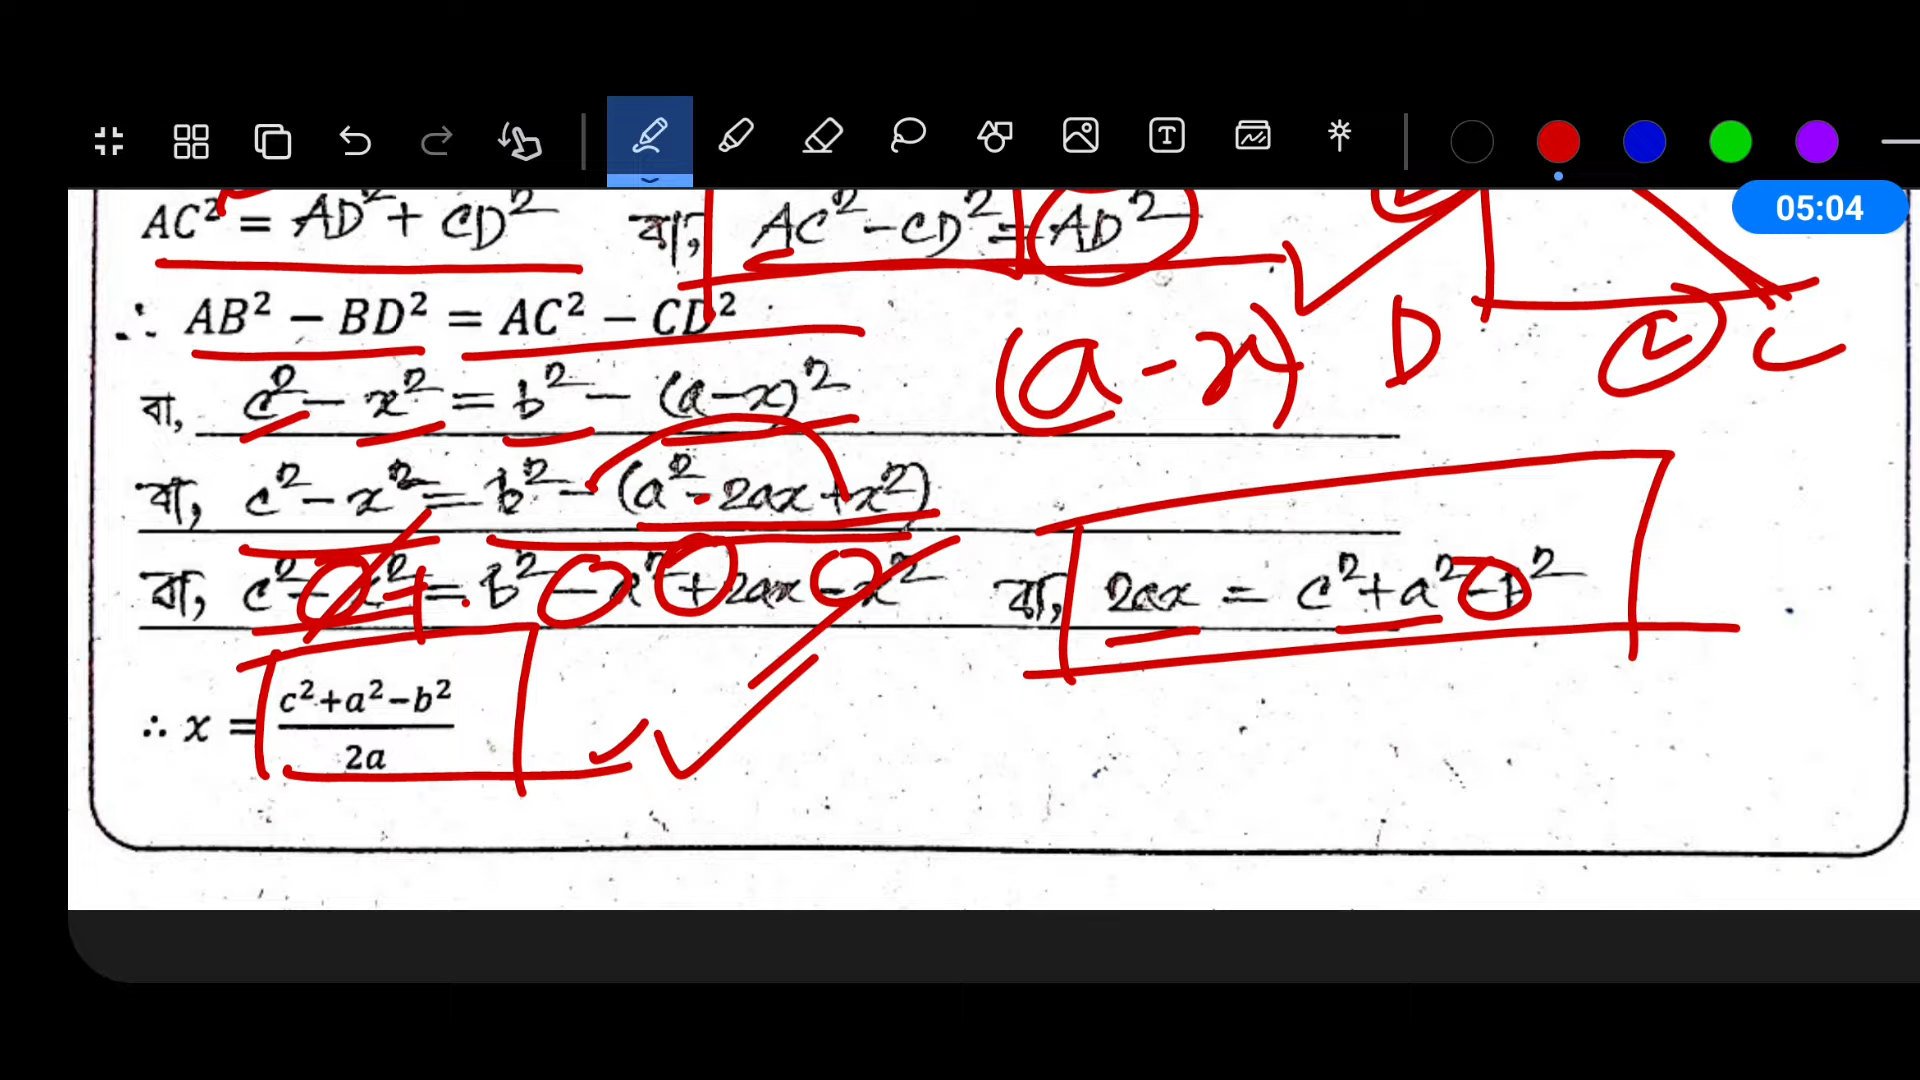 05:04
AC² = AD² + CD² বা, AC² - CD² = AD²
∴ AB² − BD² = AC² − CD²
(a - x) D C
বা, c² - x² = b² - (a-x)²
বা, c² - x² = b² - (a² - 2ax + x²)
বা, c² - x² = b² - a² + 2ax - x² বা, 2ax = c² + a² - b²
∴ x = c²+a²−b² / 2a